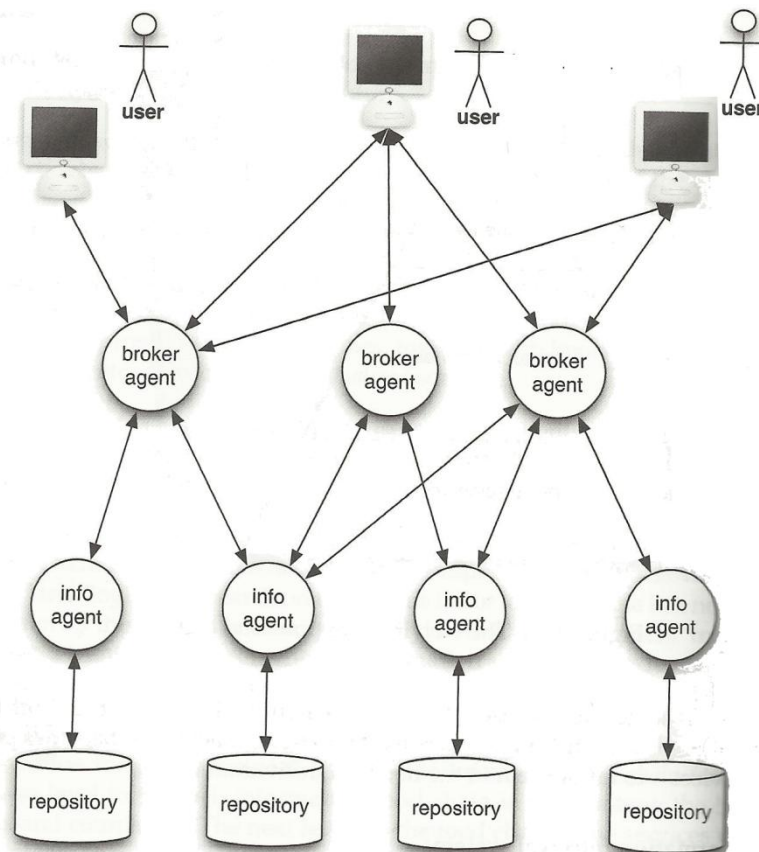 user
user
user
broker
agent
broker
agent
broker
agent
info
agent
info
agent
info
agent
info
agent
repository
repository
repository
repository